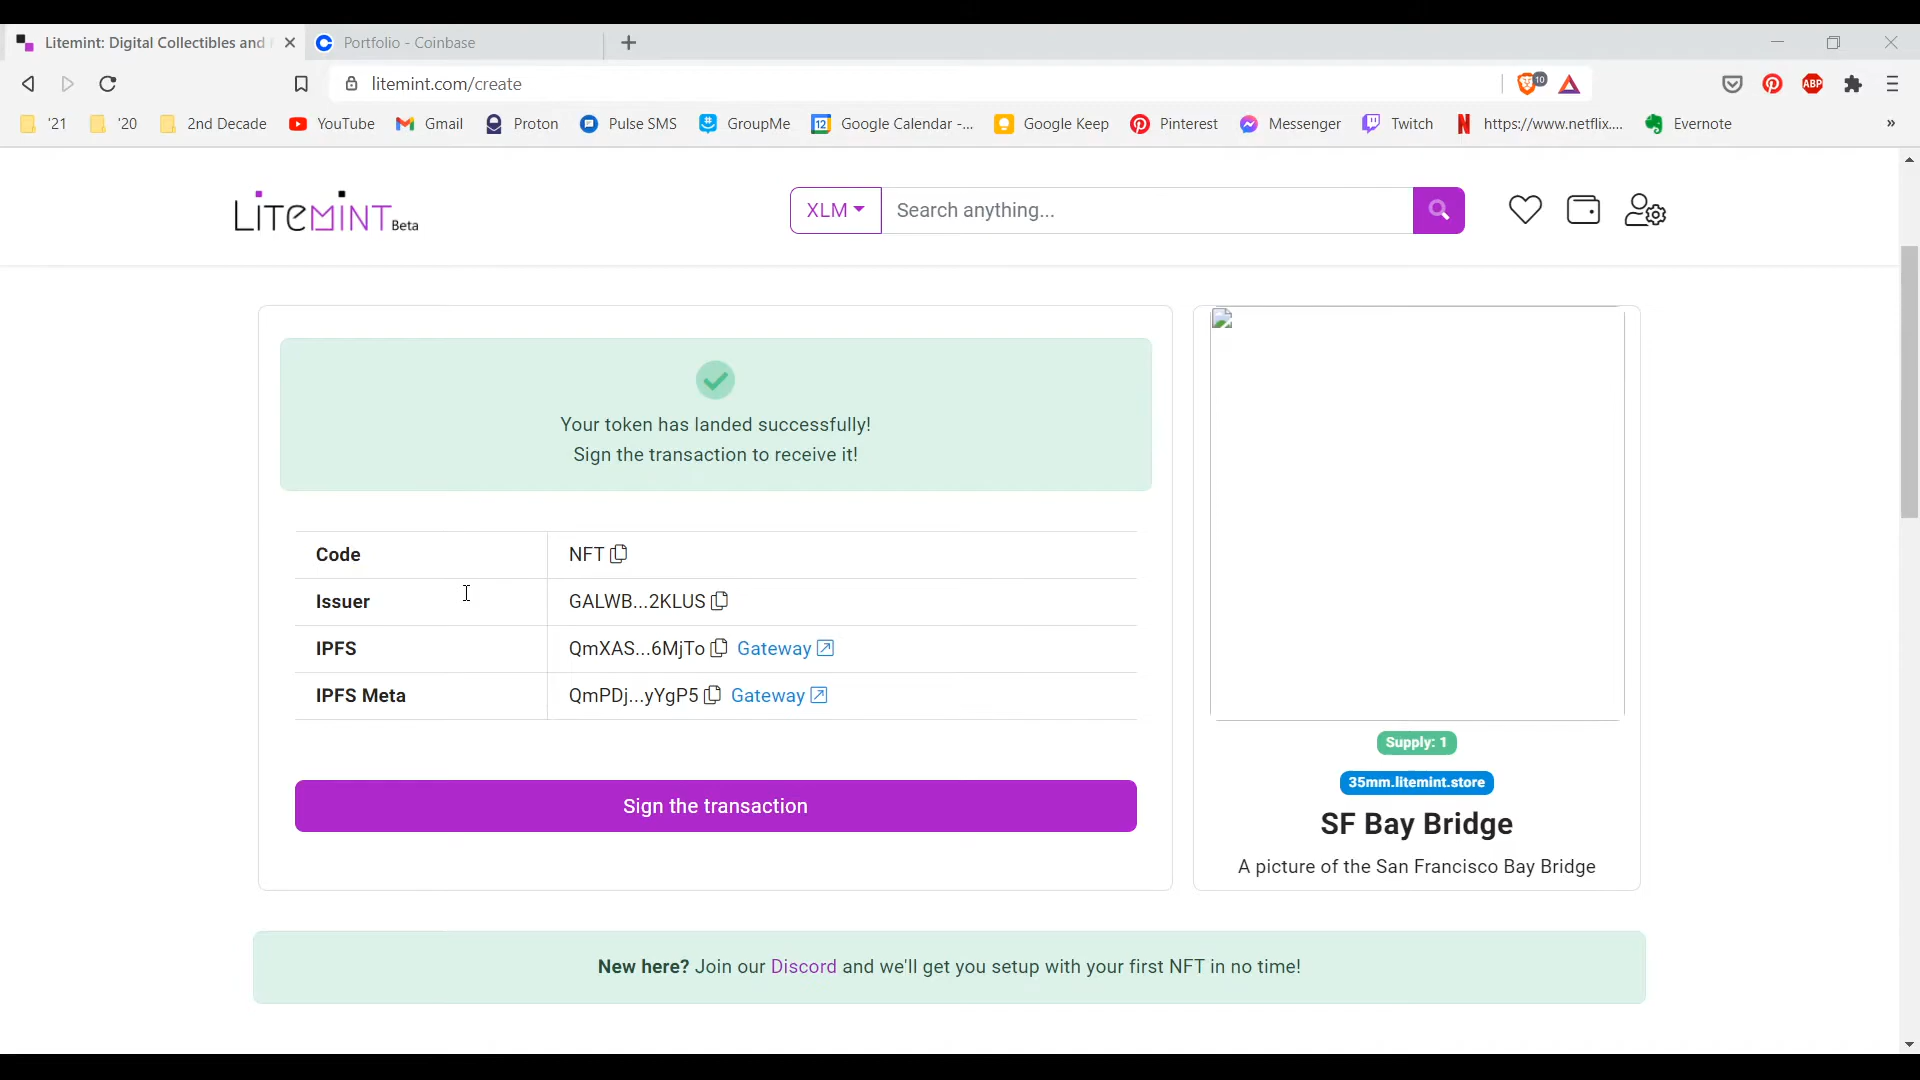 Litemint: Digital Collectibles and
Portfolio - Coinbase
litemint.com/create
10
ABP
'21
'20
2nd Decade
YouTube
Gmail
Proton
Pulse SMS
GroupMe
12
Google Calendar -...
Google Keep
Pinterest
Messenger
Twitch
https://www.netflix....
Evernote
»
LiteMINT Beta
XLM
Search anything...
Your token has landed successfully!
Sign the transaction to receive it!
Code NFT
Issuer GALWB...2KLUS
IPFS QmXAS...6MjTo Gateway
IPFS Meta QmPDj...yYgP5 Gateway
Sign the transaction
Supply: 1
35mm.litemint.store
SF Bay Bridge
A picture of the San Francisco Bay Bridge
New here? Join our Discord and we'll get you setup with your first NFT in no time!